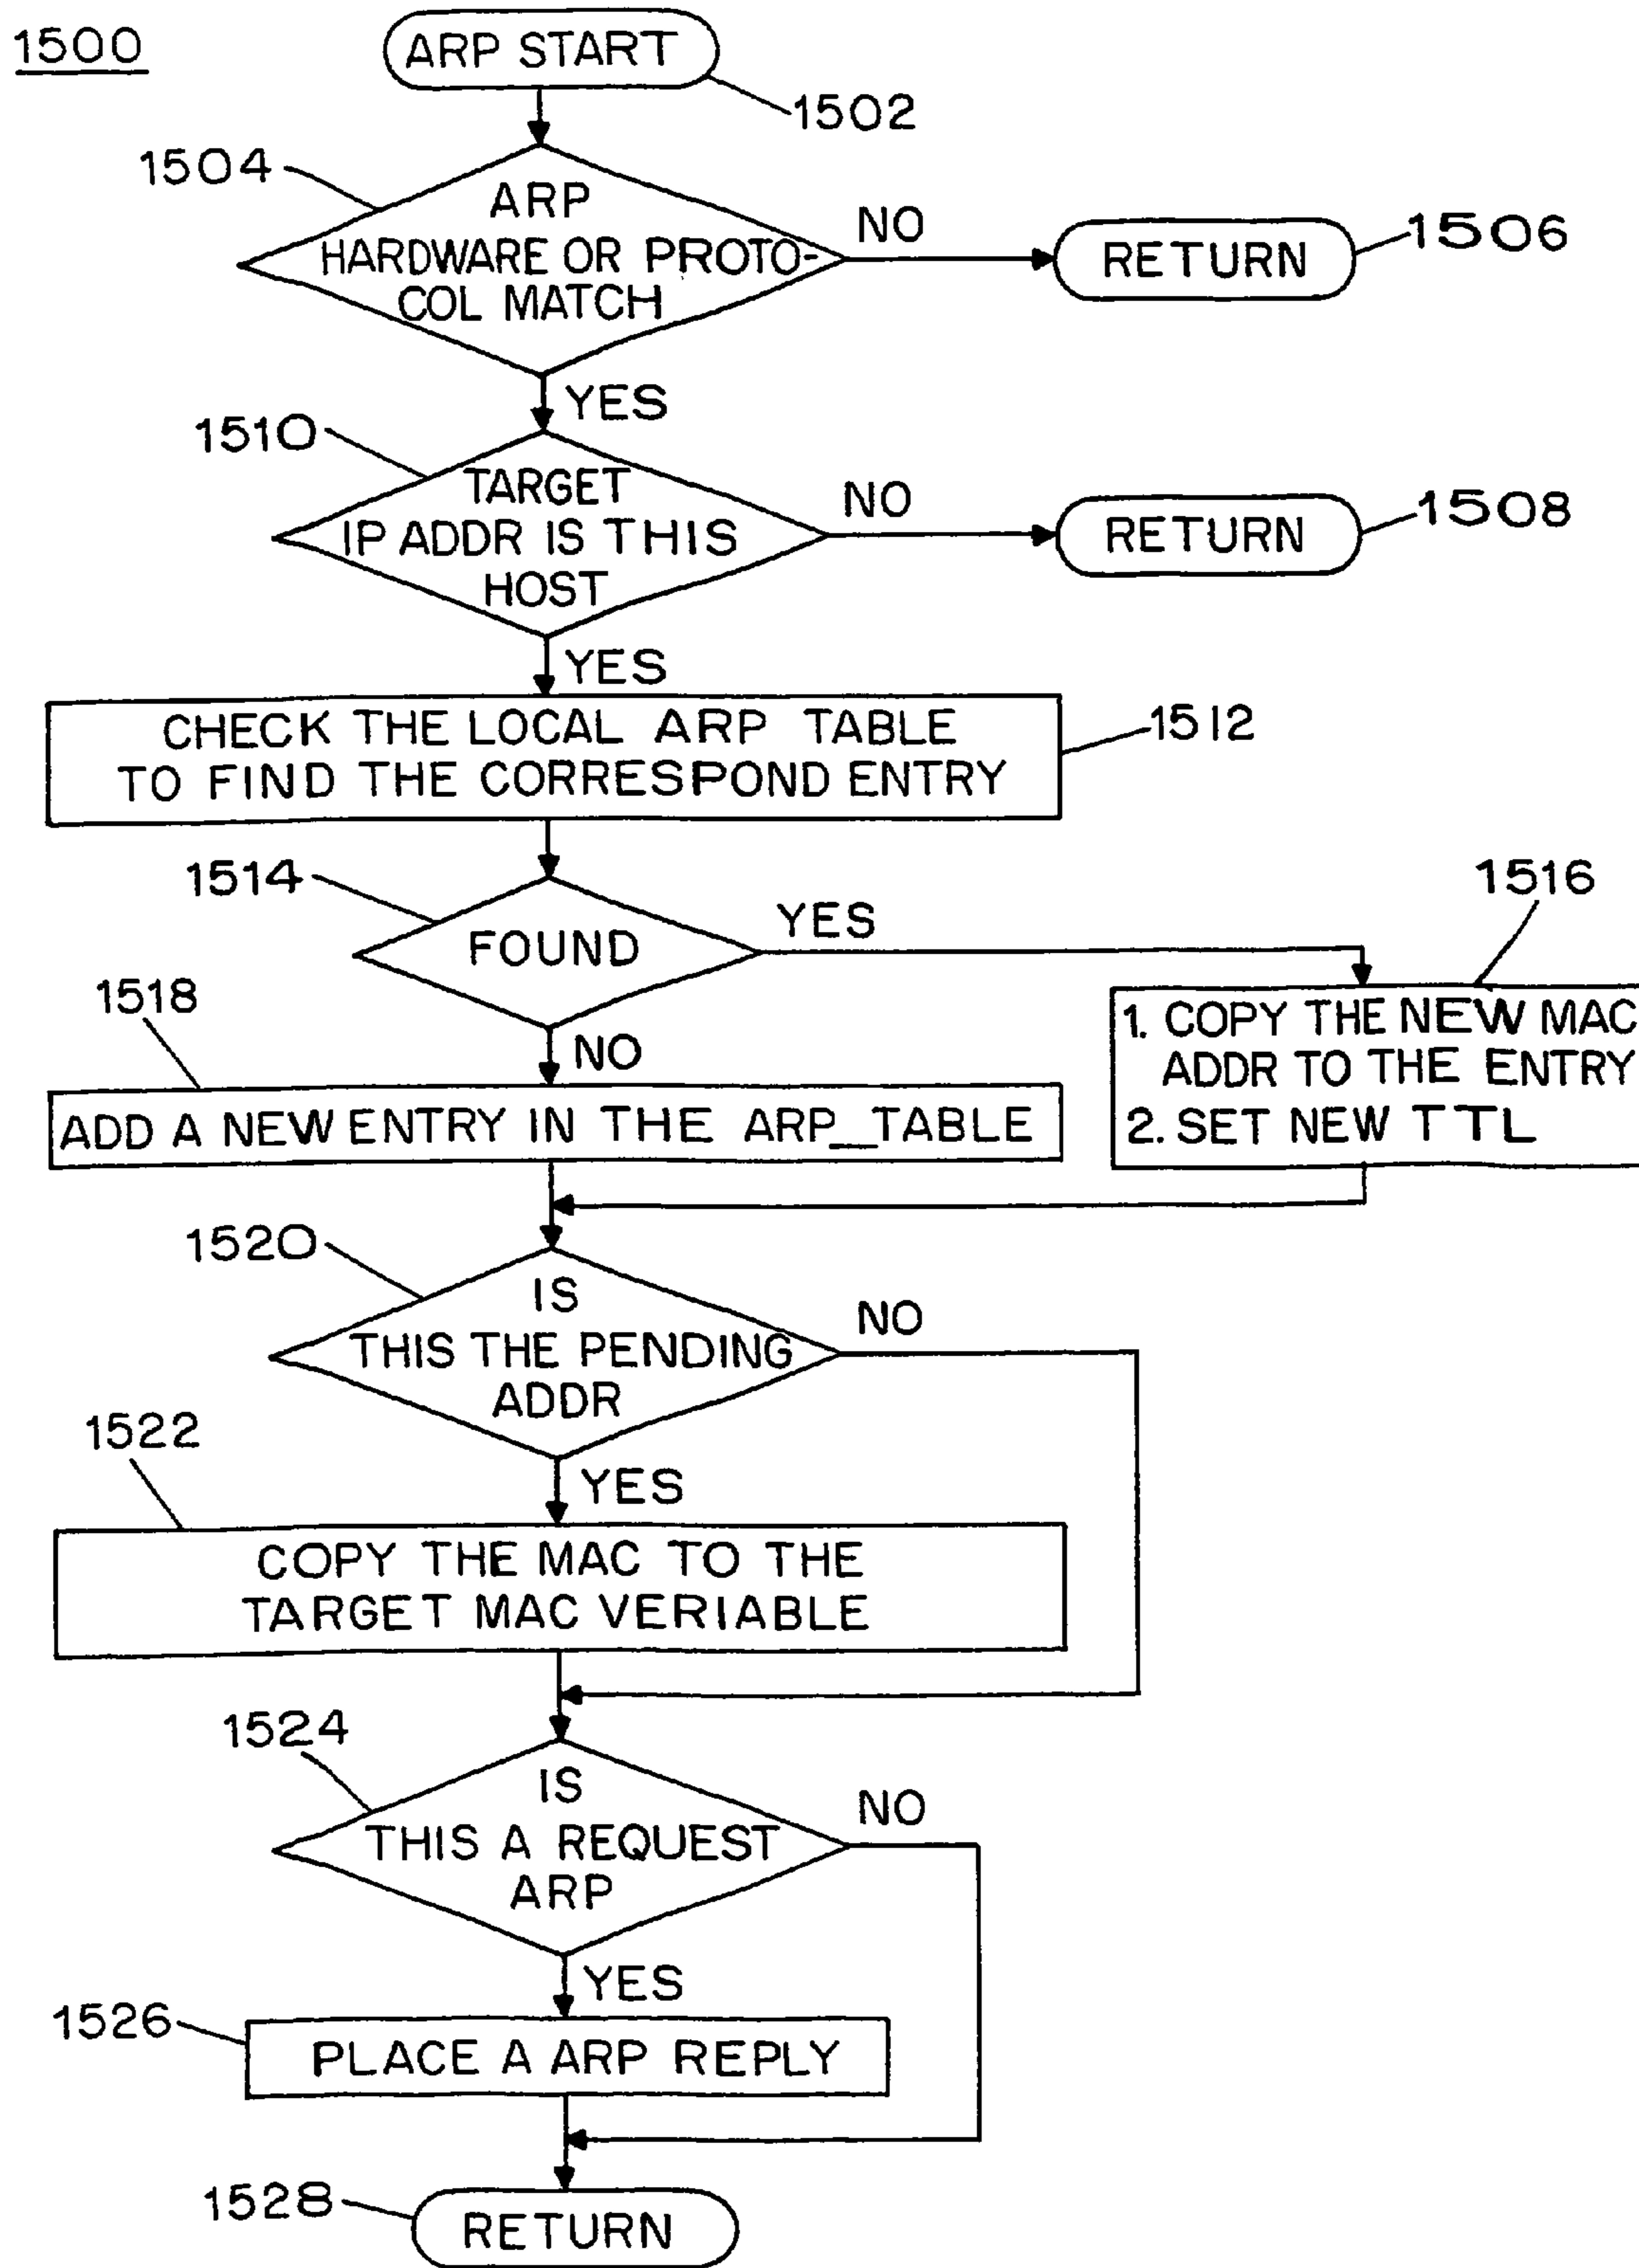 1500
ARP START
1502
1504
ARP
HARDWARE OR PROTO-
COL MATCH
NO
RETURN
1506
YES
1510
TARGET
IP ADDR IS THIS
HOST
NO
RETURN
1508
YES
CHECK THE LOCAL ARP TABLE
TO FIND THE CORRESPOND ENTRY
1512
1514
FOUND
YES
1516
1. COPY THE NEW MAC
ADDR TO THE ENTRY
2. SET NEW TTL
NO
1518
ADD A NEW ENTRY IN THE ARP_TABLE
1520
IS
THIS THE PENDING
ADDR
NO
YES
1522
COPY THE MAC TO THE
TARGET MAC VERIABLE
1524
IS
THIS A REQUEST
ARP
NO
YES
1526
PLACE A ARP REPLY
1528
RETURN